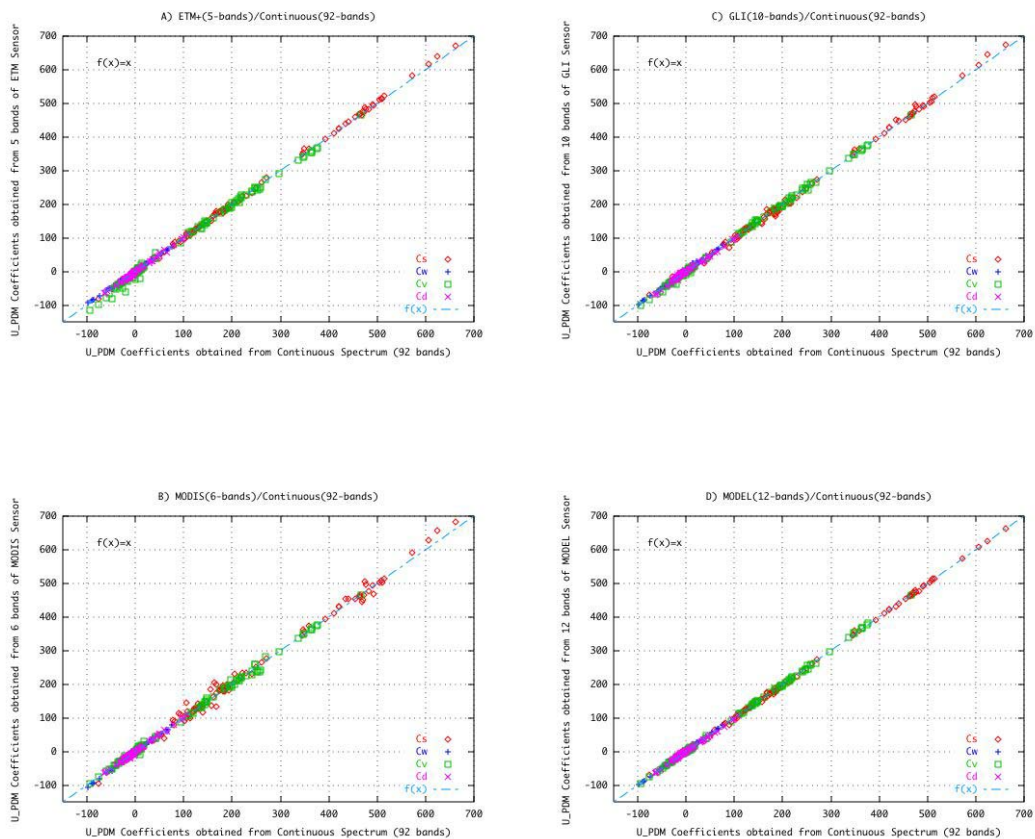 A) ETM+(5-bands)/Continuous(92-bands)
U_PDM Coefficients obtained from 5 bands of ETM Sensor
700
600
500
400
300
200
100
0
-100
f(x)=x
Cs
Cw
Cv
Cd
f(x)
-100 0 100 200 300 400 500 600 700
U_PDM Coefficients obtained from Continuous Spectrum (92 bands)
C) GLI(10-bands)/Continuous(92-bands)
U_PDM Coefficients obtained from 10 bands of GLI Sensor
700
600
500
400
300
200
100
0
-100
f(x)=x
Cs
Cw
Cv
Cd
f(x)
-100 0 100 200 300 400 500 600 700
U_PDM Coefficients obtained from Continuous Spectrum (92 bands)
B) MODIS(6-bands)/Continuous(92-bands)
U_PDM Coefficients obtained from 6 bands of MODIS Sensor
700
600
500
400
300
200
100
0
-100
f(x)=x
Cs
Cw
Cv
Cd
f(x)
-100 0 100 200 300 400 500 600 700
U_PDM Coefficients obtained from Continuous Spectrum (92 bands)
D) MODEL(12-bands)/Continuous(92-bands)
U_PDM Coefficients obtained from 12 bands of MODEL Sensor
700
600
500
400
300
200
100
0
-100
f(x)=x
Cs
Cw
Cv
Cd
f(x)
-100 0 100 200 300 400 500 600 700
U_PDM Coefficients obtained from Continuous Spectrum (92 bands)